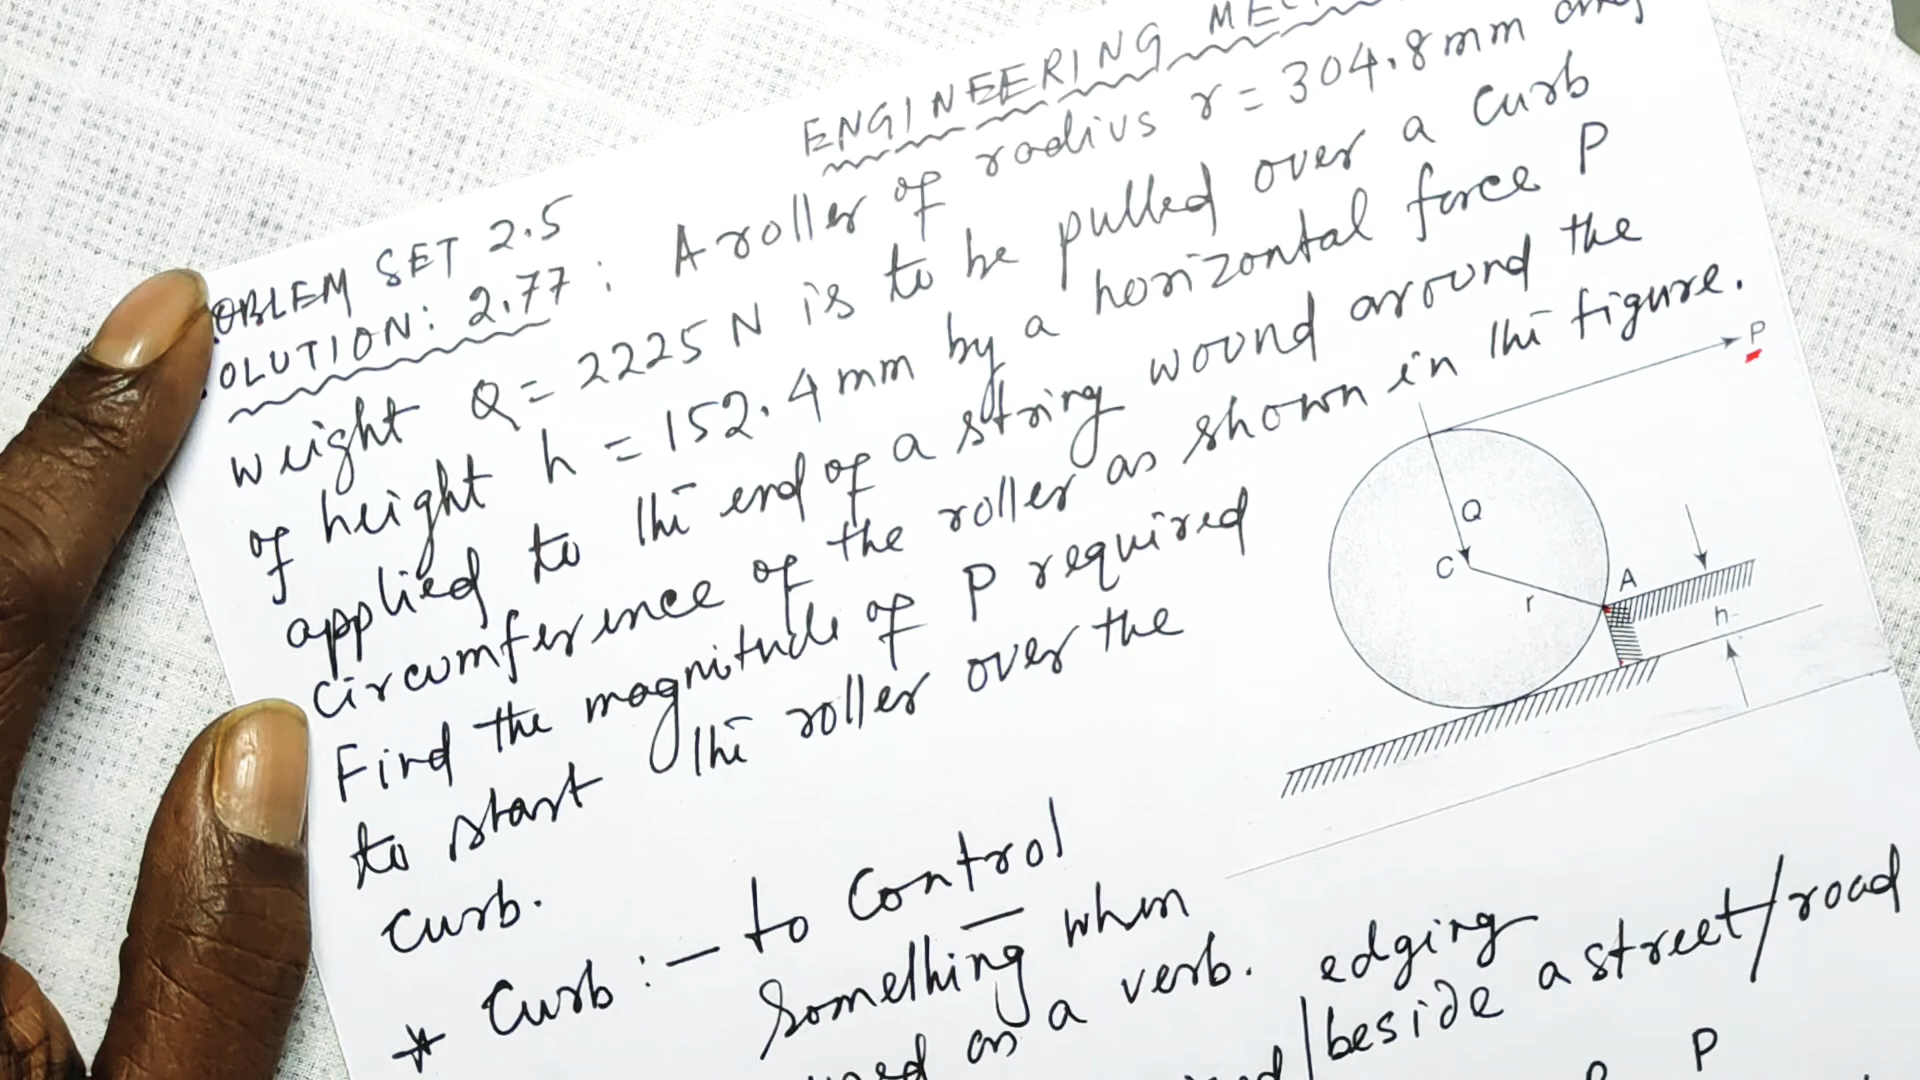 ENGINEERING MEC
OBLEM SET 2.5
OLUTION: 2.77: A roller of radius r = 304.8mm and
weight Q = 2225 N is to be pulled over a curb
of height h = 152.4 mm by a horizontal force P
applied to the end of a string wound around the
circumference of the roller as shown in the figure.
Find the magnitude of P required
to start the roller over the
curb.
P
Q
C
r
A
h
* Curb :- to control
something when
used as a verb.
edging
beside a street/road
P